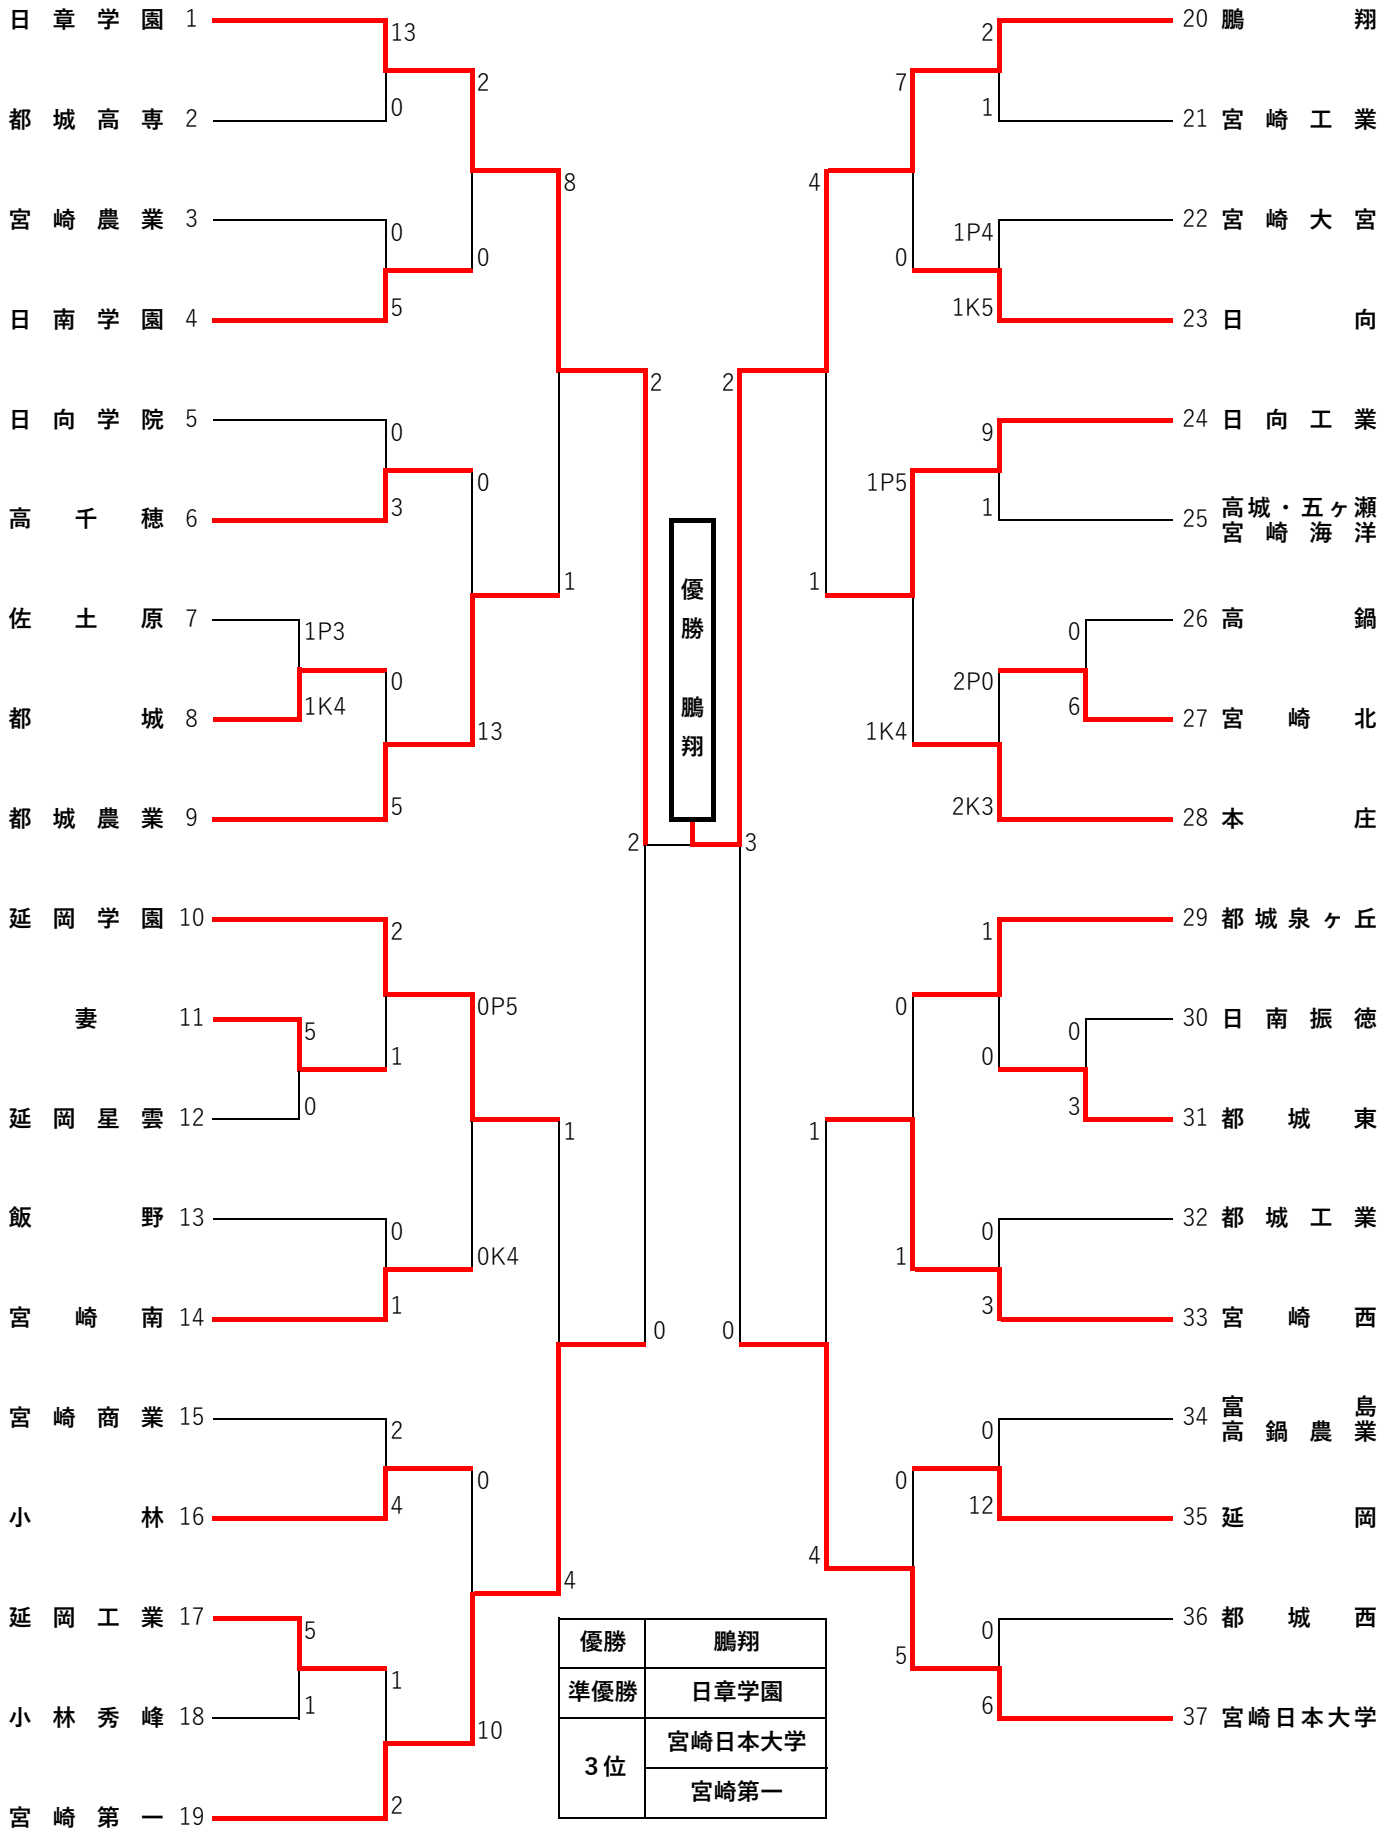 日章学園 1
都城高専 2
宮崎農業 3
日南学園 4
日向学院 5
高千穂 6
佐土原 7
都城 8
都城農業 9
延岡学園 10
妻 11
延岡星雲 12
飯野 13
宮崎南 14
宮崎商業 15
小林 16
延岡工業 17
小林秀峰 18
宮崎第一 19
13
0
0
5
0
3
1P3
1K4
0
5
2
5
0
1
0
1
2
4
5
1
1
2
2
0
0
13
0P5
0K4
0
10
8
1
1
4
2
0
2
優勝 鵬翔
3
2
0
4
1
1
4
7
0
1P5
1K4
0
1
0
5
2
1
1P4
1K5
9
1
0
6
2P0
2K3
1
0
3
0
0
3
0
12
0
6
20 鵬翔
21 宮崎工業
22 宮崎大宮
23 日向
24 日向工業
25 高城・五ヶ瀬
宮崎海洋
26 高鍋
27 宮崎北
28 本庄
29 都城泉ヶ丘
30 日南振徳
31 都城東
32 都城工業
33 宮崎西
34 富島
高鍋農業
35 延岡
36 都城西
37 宮崎日本大学
優勝 鵬翔
準優勝 日章学園
3位 宮崎日本大学
宮崎第一